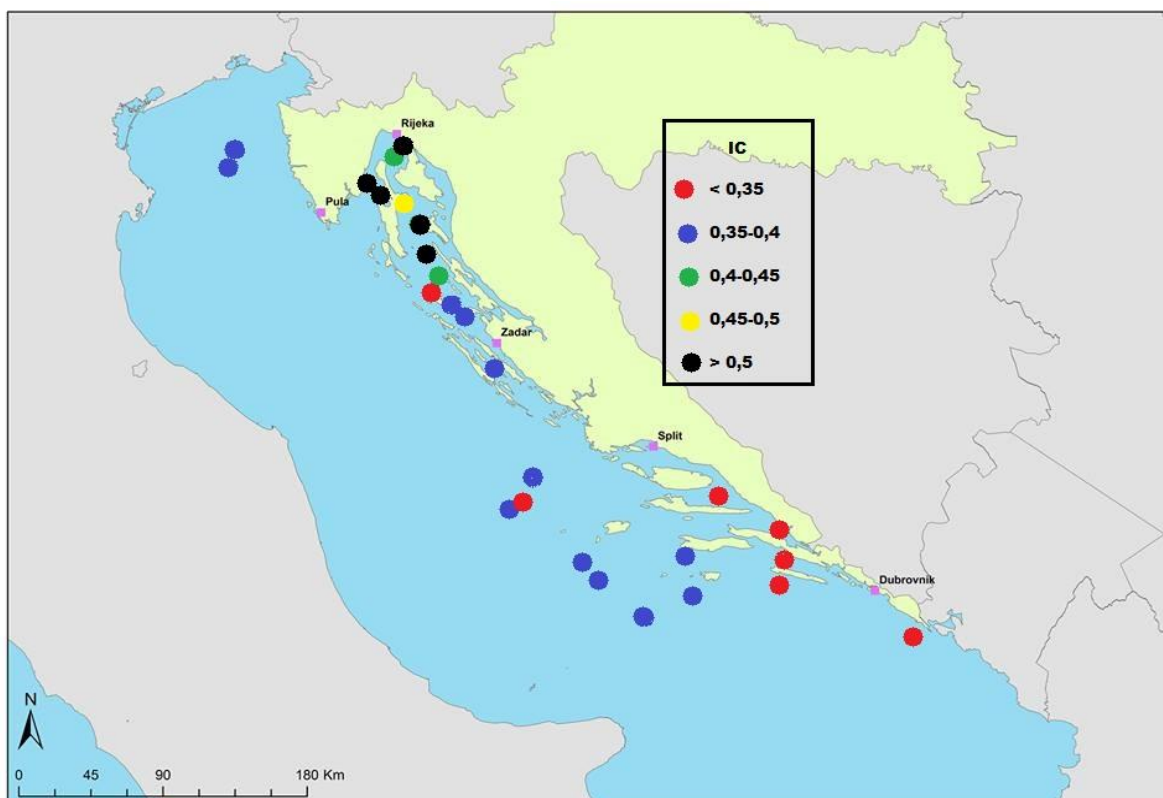 Rijeka
Pula
Zadar
Split
Dubrovnik
IC
< 0,35
0,35-0,4
0,4-0,45
0,45-0,5
> 0,5
N
0 45 90 180 Km